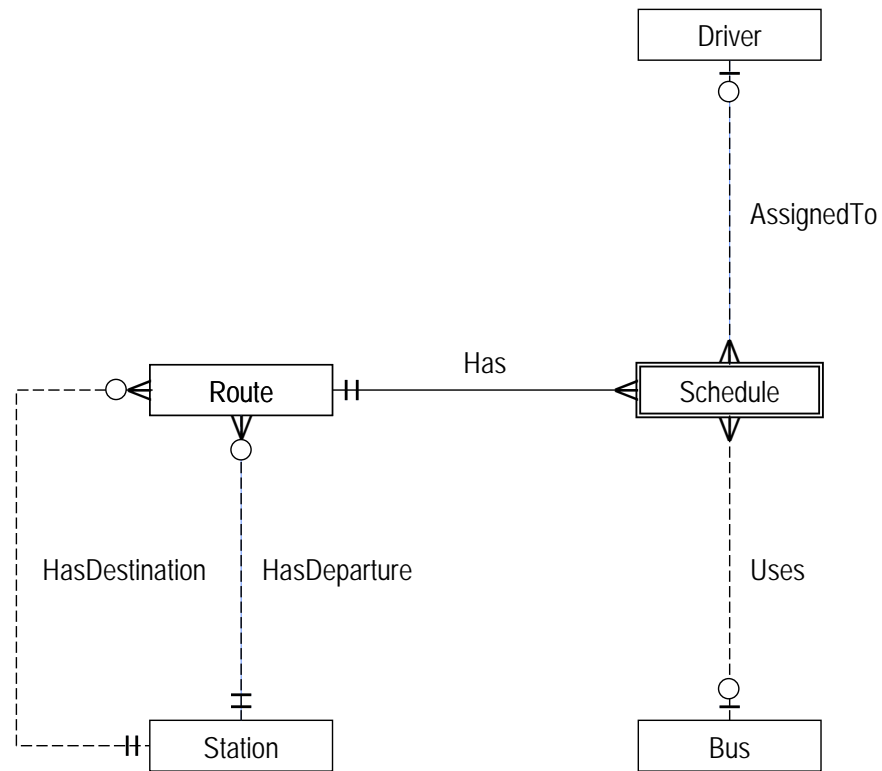 Driver
AssignedTo
Has
Route
Schedule
HasDestination
HasDeparture
Uses
Station
Bus